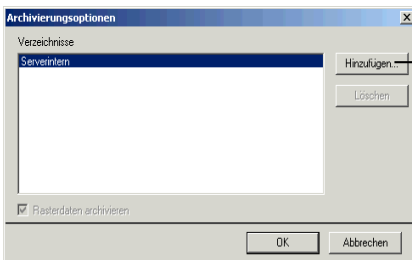 Archivierungsoptionen
Verzeichnisse
Serverintern
Hinzufügen...
Löschen
Rasterdaten archivieren
OK
Abbrechen